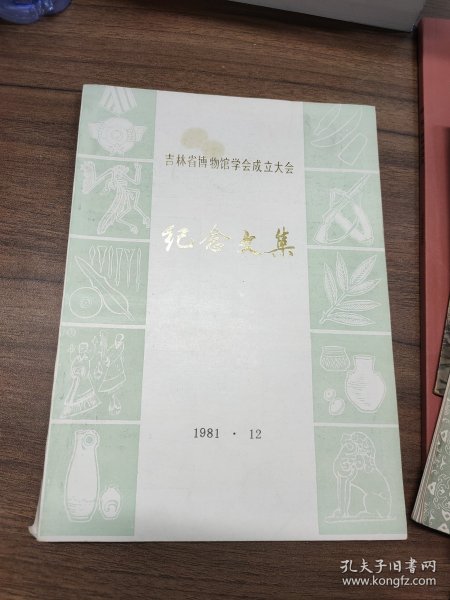 吉林省博物馆学会成立大会
纪念文集
1981 · 12
孔夫子旧书网
www.kongfz.com